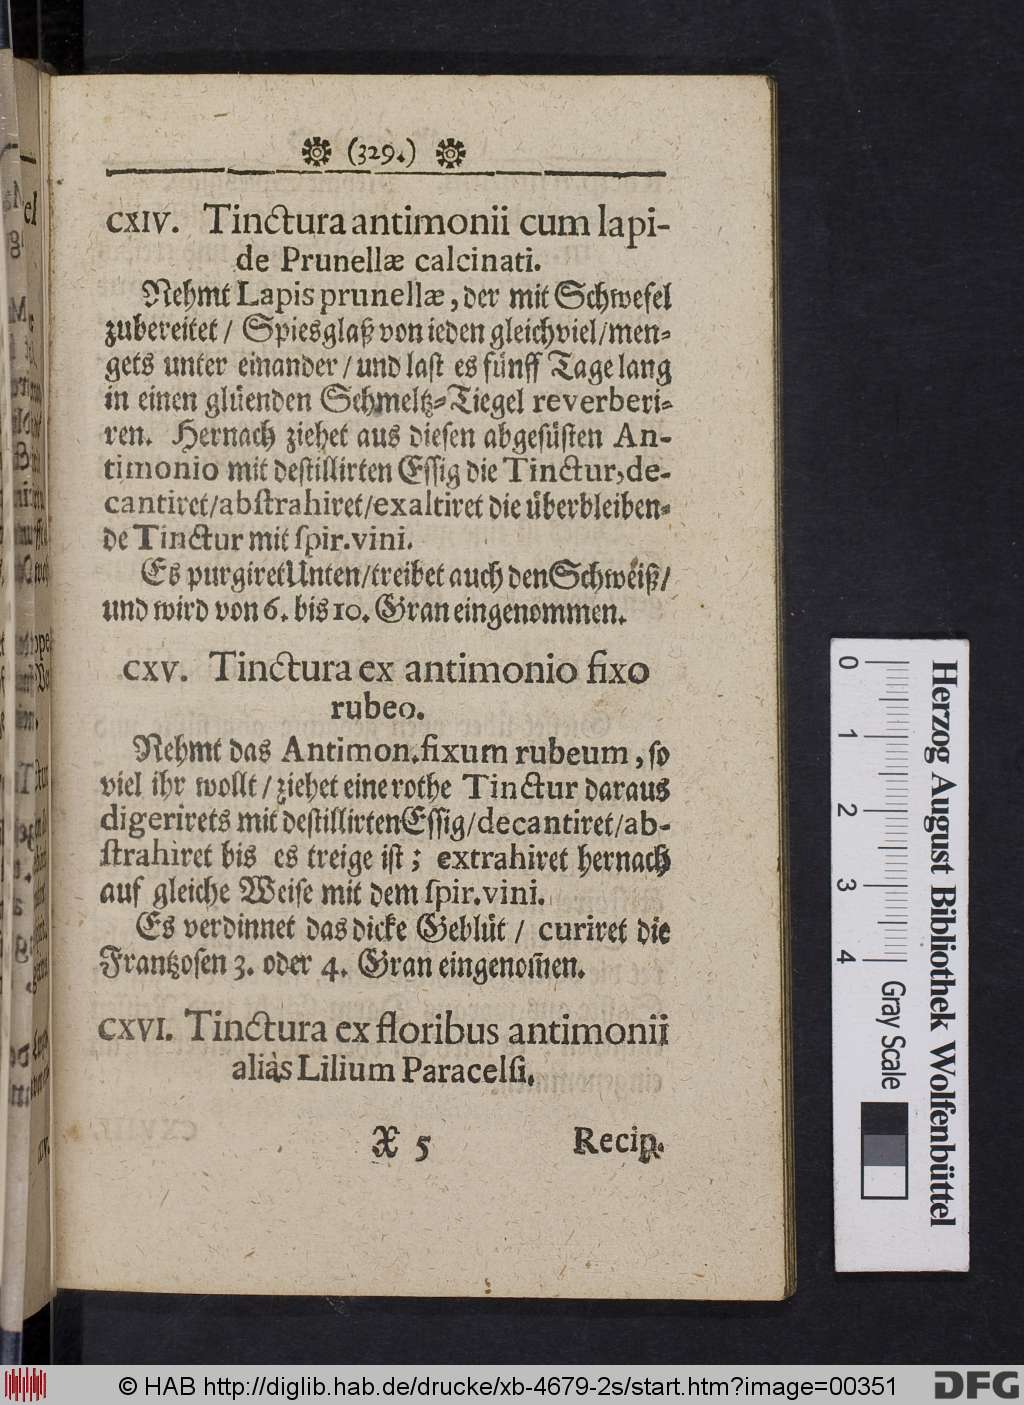 (329.)
CXIV. Tinctura antimonii cum lapi-
de Prunellæ calcinati.
Nehmt Lapis prunellæ, der mit Schwefel
zubereitet / Spiesglaß von ieden gleichviel/men-
gets unter einander / und last es fünff Tage lang
in einen glüenden Schmeltz-Tiegel reverberi-
ren. Hernach ziehet aus diesen abgesüsten An-
timonio mit destillirten Essig die Tinctur, de-
cantiret/abstrahiret/exaltiret die überbleiben-
de Tinctur mit spir.vini.
Es purgiret Unten/treibet auch den Schweiß/
und wird von 6. bis 10. Gran eingenommen.
CXV. Tinctura ex antimonio fixo
rubeo.
Nehmt das Antimon.fixum rubeum, so
viel ihr wollt / ziehet eine rothe Tinctur daraus
digerirets mit destillirten Essig/decantiret/ab-
strahiret bis es treige ist; extrahiret hernach
auf gleiche Weise mit dem spir.vini.
Es verdinnet das dicke Geblüt / curiret die
Frantzosen 3. oder 4. Gran eingenom̄en.
CXVI. Tinctura ex floribus antimonii
aliàs Lilium Paracelsi.
X 5 Recip.
0 1 2 3 4
Gray Scale
Herzog August Bibliothek Wolfenbüttel
© HAB http://diglib.hab.de/drucke/xb-4679-2s/start.htm?image=00351
DFG